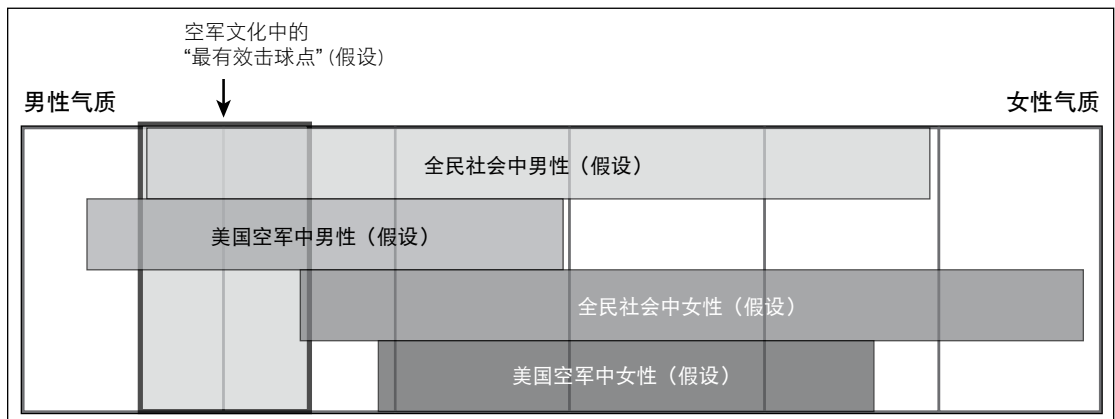 空军文化中的
“最有效击球点” (假设)
男性气质
女性气质
全民社会中男性（假设）
美国空军中男性（假设）
全民社会中女性（假设）
美国空军中女性（假设）